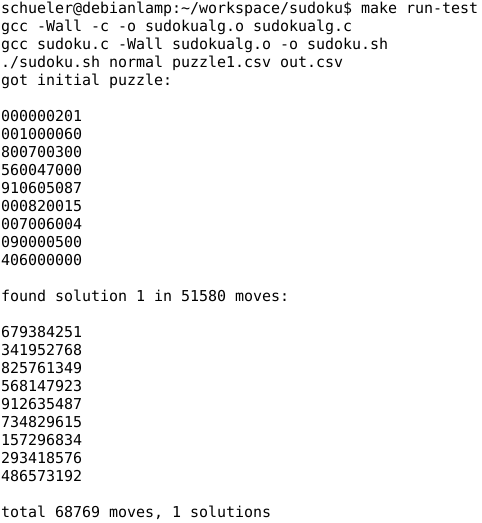 schueler@debianlamp:~/workspace/sudoku$ make run-test
gcc -Wall -c -o sudokualg.o sudokualg.c
gcc sudoku.c -Wall sudokualg.o -o sudoku.sh
./sudoku.sh normal puzzle1.csv out.csv
got initial puzzle:
000000201
001000060
800700300
560047000
910605087
000820015
007006004
090000500
406000000
found solution 1 in 51580 moves:
679384251
341952768
825761349
568147923
912635487
734829615
157296834
293418576
486573192
total 68769 moves, 1 solutions